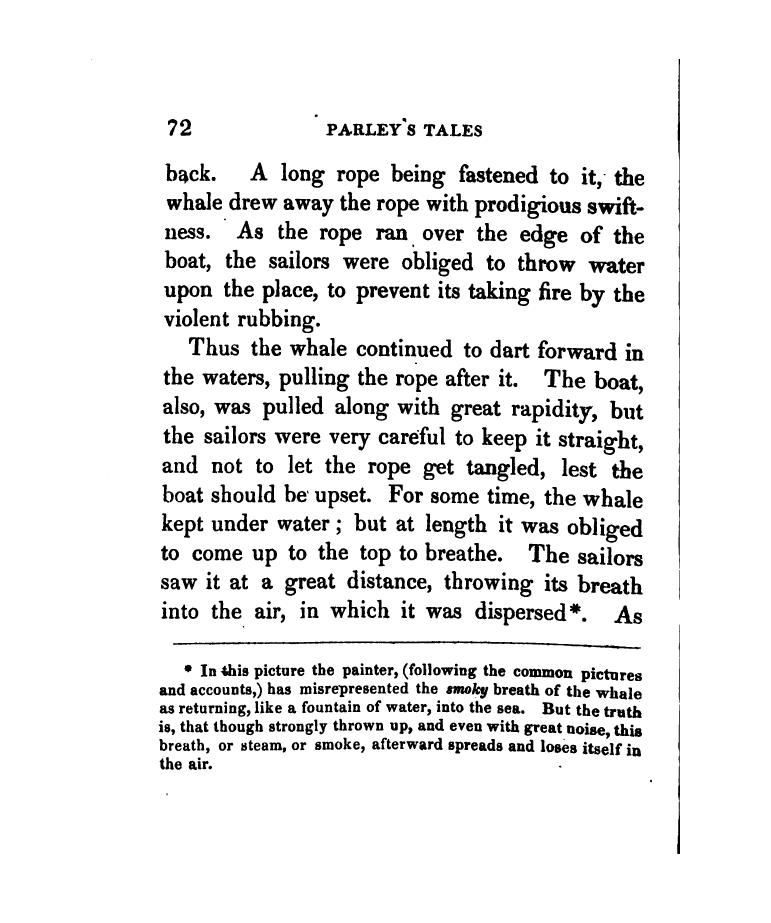 72 PARLEY'S TALES
back. A long rope being fastened to it, the
whale drew away the rope with prodigious swift-
ness. As the rope ran over the edge of the
boat, the sailors were obliged to throw water
upon the place, to prevent its taking fire by the
violent rubbing.
Thus the whale continued to dart forward in
the waters, pulling the rope after it. The boat,
also, was pulled along with great rapidity, but
the sailors were very careful to keep it straight,
and not to let the rope get tangled, lest the
boat should be upset. For some time, the whale
kept under water ; but at length it was obliged
to come up to the top to breathe. The sailors
saw it at a great distance, throwing its breath
into the air, in which it was dispersed*. As
* In this picture the painter, (following the common pictures
and accounts,) has misrepresented the smoky breath of the whale
as returning, like a fountain of water, into the sea. But the truth
is, that though strongly thrown up, and even with great noise, this
breath, or steam, or smoke, afterward spreads and loses itself in
the air.